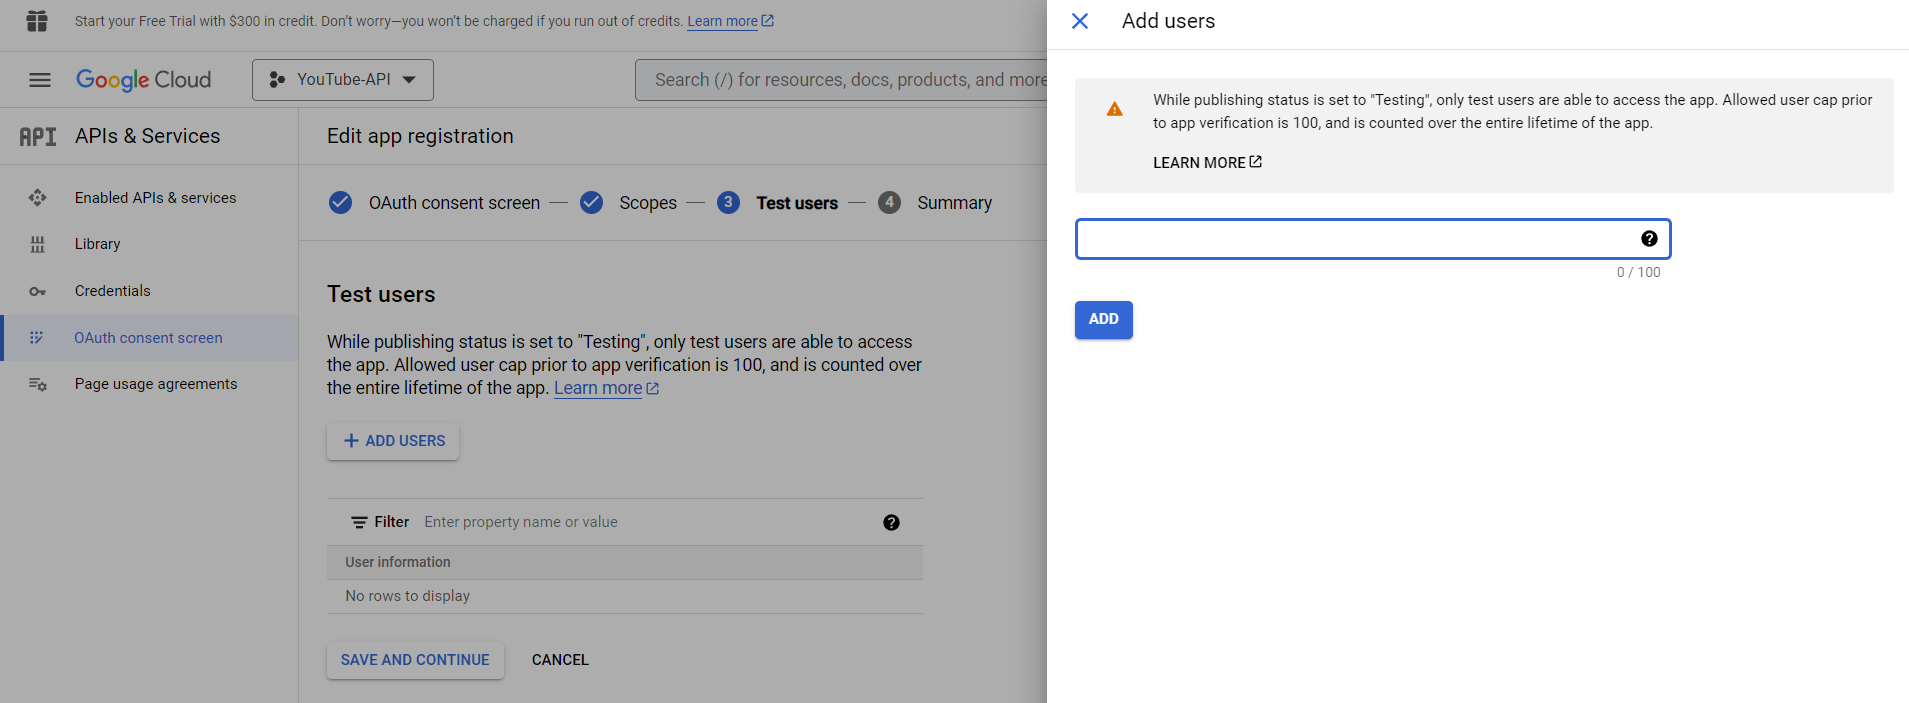 Start your Free Trial with $300 in credit. Don't worry—you won't be charged if you run out of credits. Learn more
Google Cloud
YouTube-API
Search (/) for resources, docs, products, and more
API
APIs & Services
Enabled APIs & services
Library
Credentials
OAuth consent screen
Page usage agreements
Edit app registration
OAuth consent screen
Scopes
3
Test users
4
Summary
Test users
While publishing status is set to "Testing", only test users are able to access
the app. Allowed user cap prior to app verification is 100, and is counted over
the entire lifetime of the app. Learn more
ADD USERS
Filter Enter property name or value
User information
No rows to display
SAVE AND CONTINUE
CANCEL
Add users
While publishing status is set to "Testing", only test users are able to access the app. Allowed user cap prior
to app verification is 100, and is counted over the entire lifetime of the app.
LEARN MORE
0 / 100
ADD